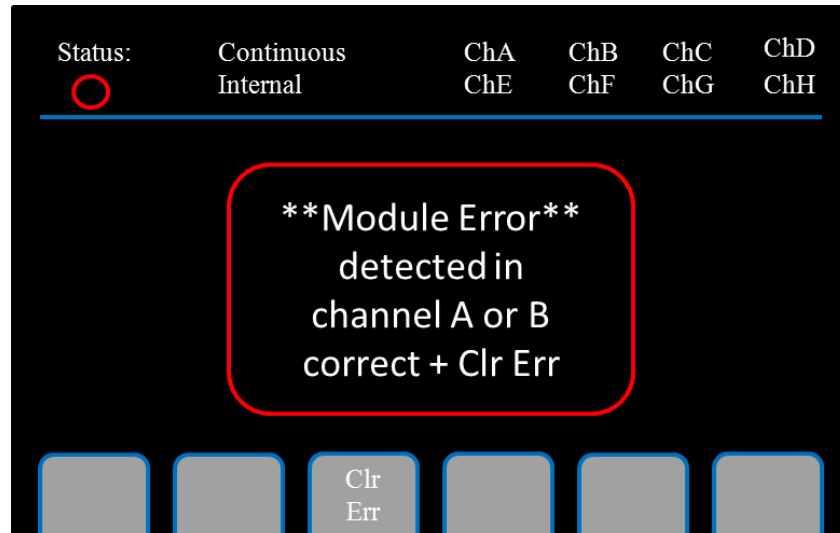 Status: Continuous ChA ChB ChC ChD
Internal ChE ChF ChG ChH
**Module Error**
detected in
channel A or B
correct + Clr Err
Clr
Err